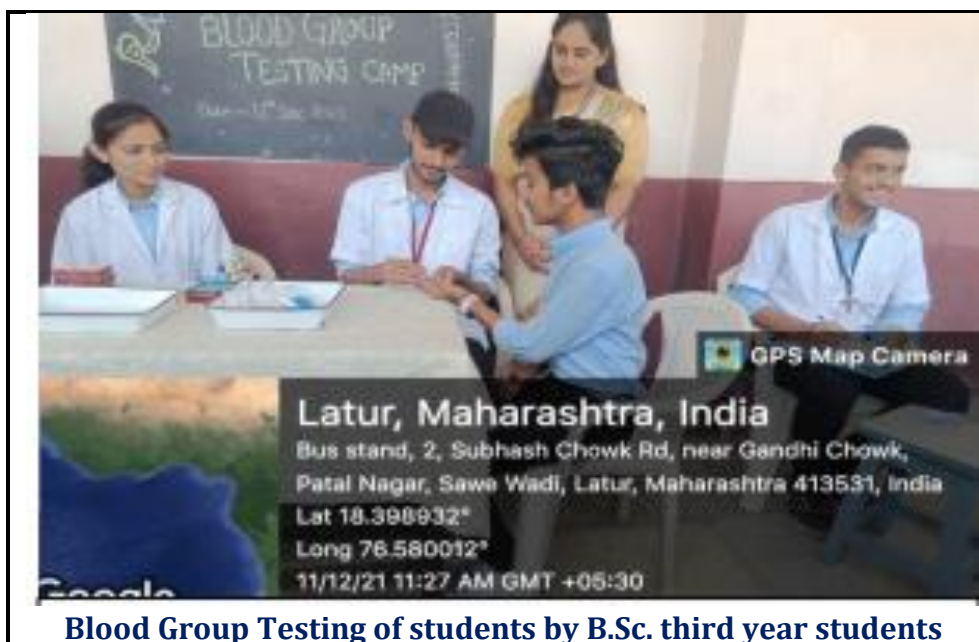 BLOOD GROUP
TESTING CAMP
GPS Map Camera
Latur, Maharashtra, India
Bus stand, 2, Subhash Chowk Rd, near Gandhi Chowk,
Patal Nagar, Sawe Wadi, Latur, Maharashtra 413531, India
Lat 18.398932°
Long 76.580012°
11/12/21 11:27 AM GMT +05:30
Google
Blood Group Testing of students by B.Sc. third year students